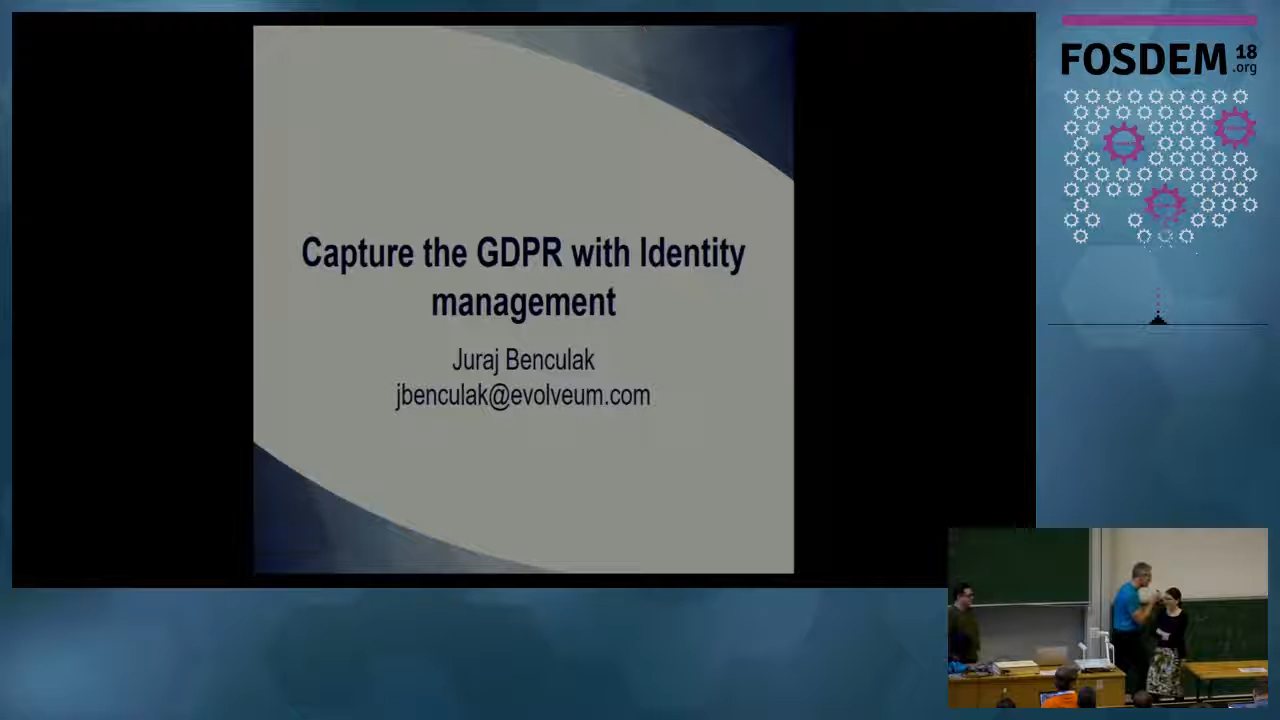 Capture the GDPR with Identity
management
Juraj Benculak
jbenculak@evolveum.com
FOSDEM 18
.org